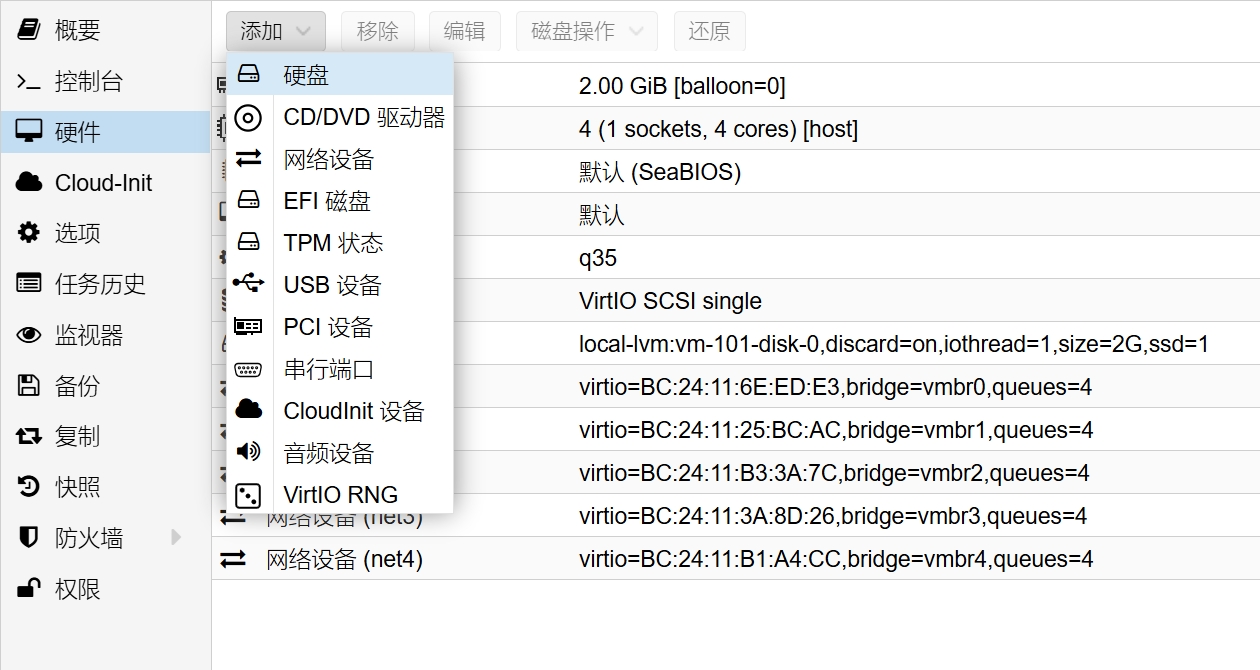 概要
控制台
硬件
Cloud-Init
选项
任务历史
监视器
备份
复制
快照
防火墙
权限
添加 移除 编辑 磁盘操作 还原
硬盘
CD/DVD 驱动器
网络设备
EFI 磁盘
TPM 状态
USB 设备
PCI 设备
串行端口
CloudInit 设备
音频设备
VirtIO RNG
2.00 GiB [balloon=0]
4 (1 sockets, 4 cores) [host]
默认 (SeaBIOS)
默认
q35
VirtIO SCSI single
local-lvm:vm-101-disk-0,discard=on,iothread=1,size=2G,ssd=1
virtio=BC:24:11:6E:ED:E3,bridge=vmbr0,queues=4
virtio=BC:24:11:25:BC:AC,bridge=vmbr1,queues=4
virtio=BC:24:11:B3:3A:7C,bridge=vmbr2,queues=4
网络设备 (net3) virtio=BC:24:11:3A:8D:26,bridge=vmbr3,queues=4
网络设备 (net4) virtio=BC:24:11:B1:A4:CC,bridge=vmbr4,queues=4